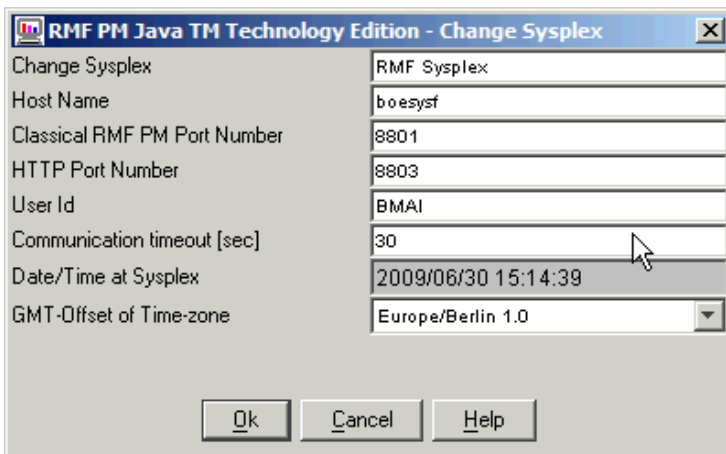 RMF PM Java TM Technology Edition - Change Sysplex
Change Sysplex RMF Sysplex
Host Name boesysf
Classical RMF PM Port Number 8801
HTTP Port Number 8803
User Id BMAI
Communication timeout [sec] 30
Date/Time at Sysplex 2009/06/30 15:14:39
GMT-Offset of Time-zone Europe/Berlin 1.0
Ok Cancel Help